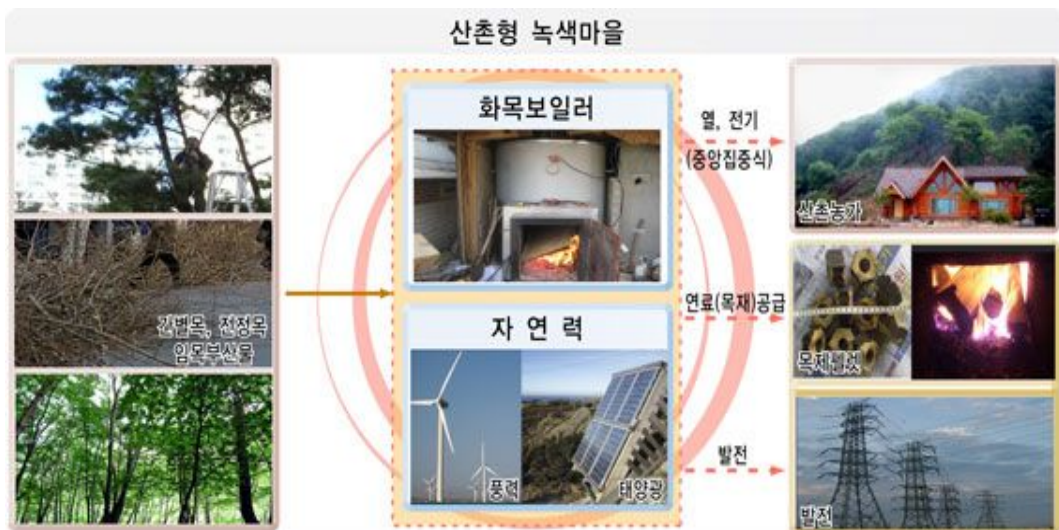 산촌형 녹색마을
간벌목, 전정목
임목부산물
화목보일러
자 연 력
풍력
태양광
열, 전기
(중앙집중식)
연료(목재)공급
발전
산촌농가
목제펠렛
발전